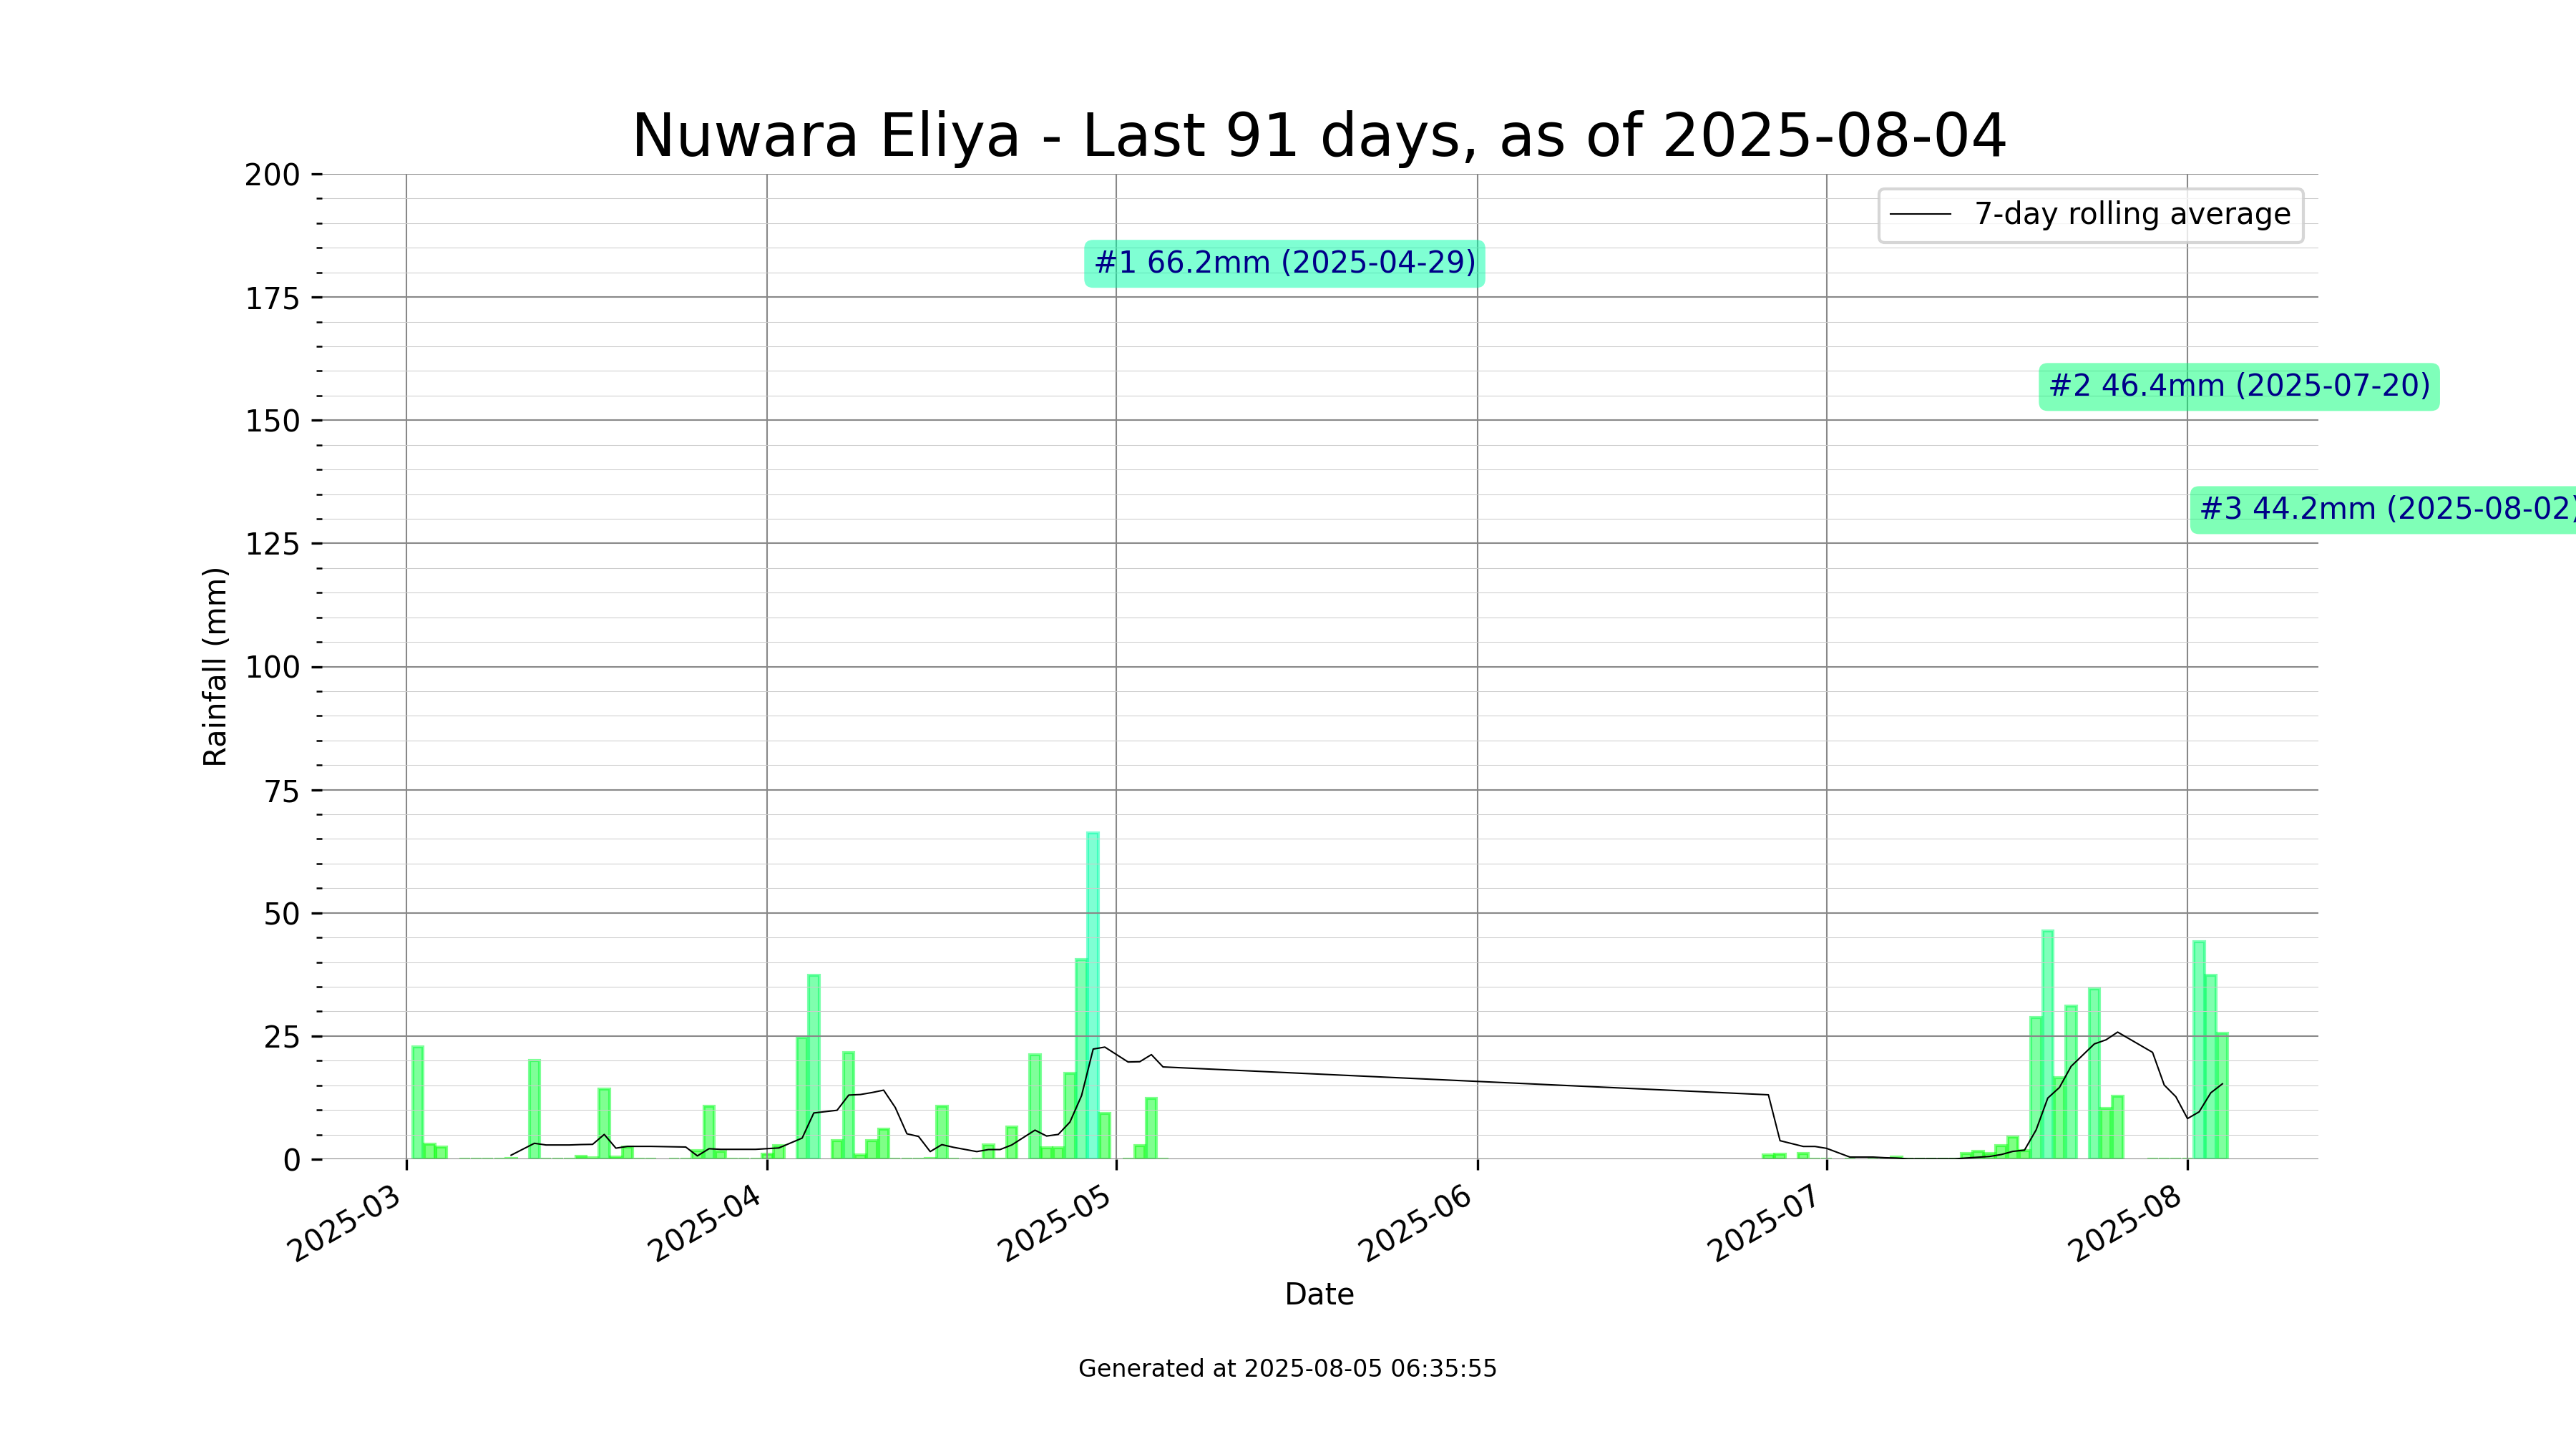 Nuwara Eliya - Last 91 days, as of 2025-08-04
200
175
150
125
100
75
50
25
0
Rainfall (mm)
7-day rolling average
#1 66.2mm (2025-04-29)
#2 46.4mm (2025-07-20)
#3 44.2mm (2025-08-02)
2025-03
2025-04
2025-05
2025-06
2025-07
2025-08
Date
Generated at 2025-08-05 06:35:55